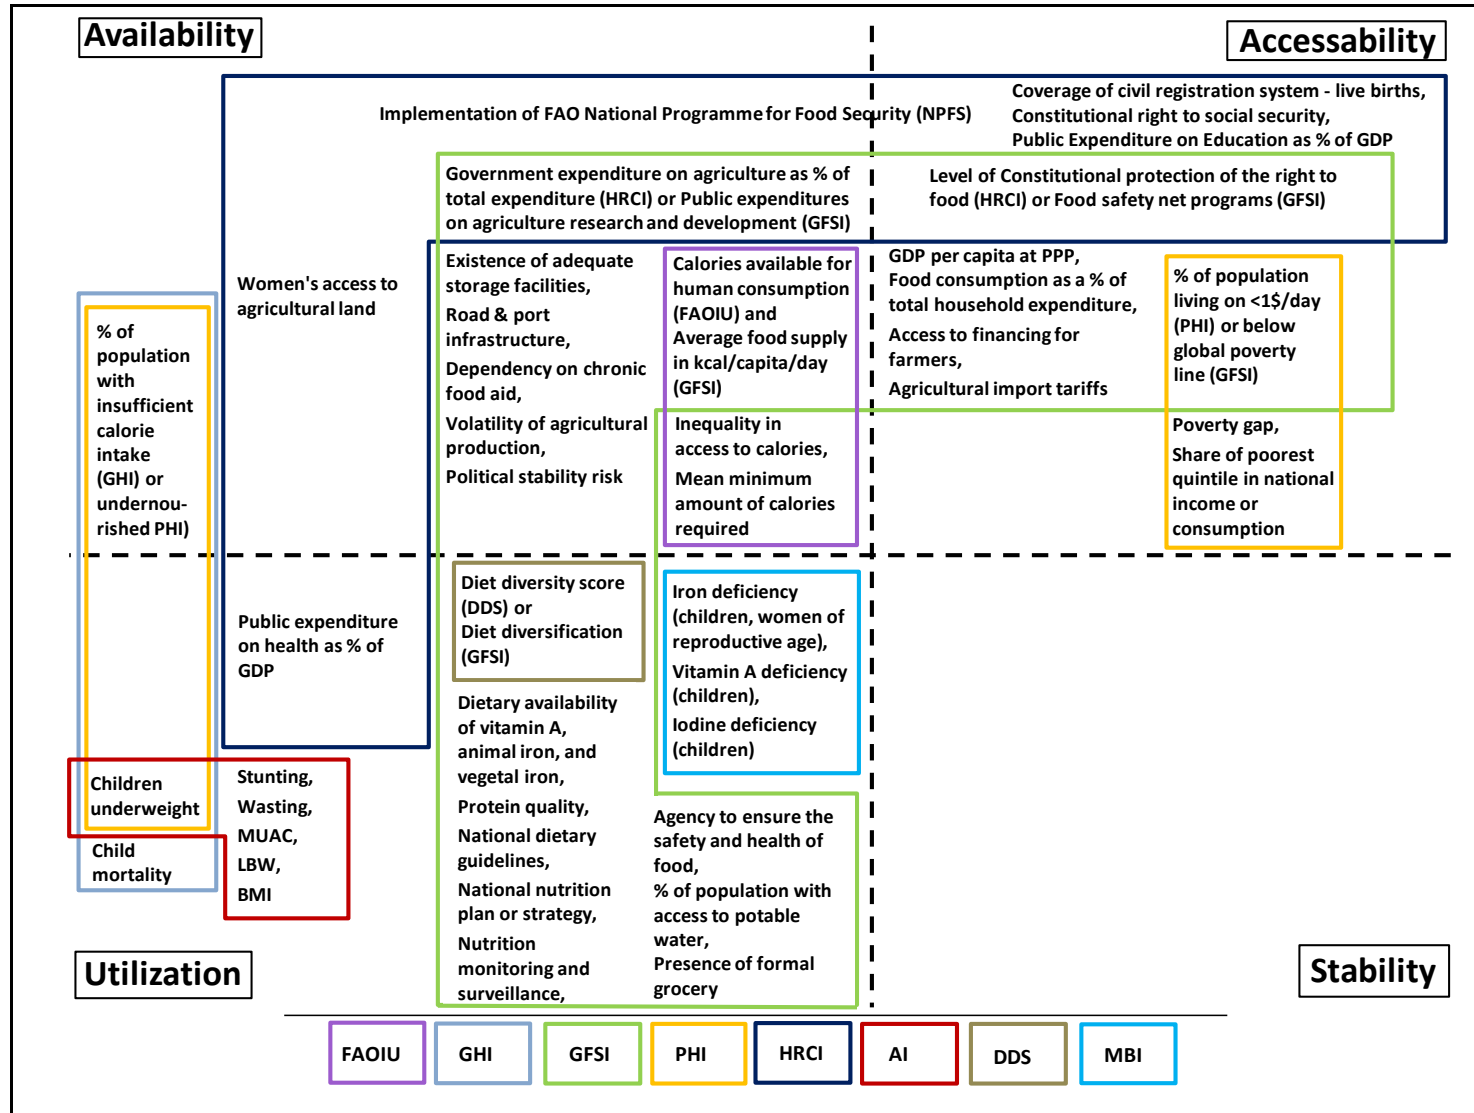 Availability
Accessability
Implementation of FAO National Programme for Food Security (NPFS)
Coverage of civil registration system - live births,
Constitutional right to social security,
Public Expenditure on Education as % of GDP
Government expenditure on agriculture as % of
total expenditure (HRCI) or Public expenditures
on agriculture research and development (GFSI)
Level of Constitutional protection of the right to
food (HRCI) or Food safety net programs (GFSI)
% of
population
with
insufficient
calorie
intake
(GHI) or
undernou-
rished PHI)
Women's access to
agricultural land
Existence of adequate
storage facilities,
Road & port
infrastructure,
Dependency on chronic
food aid,
Volatility of agricultural
production,
Political stability risk
Calories available for
human consumption
(FAOIU) and
Average food supply
in kcal/capita/day
(GFSI)
Inequality in
access to calories,
Mean minimum
amount of calories
required
GDP per capita at PPP,
Food consumption as a % of
total household expenditure,
Access to financing for
farmers,
Agricultural import tariffs
% of population
living on <1$/day
(PHI) or below
global poverty
line (GFSI)
Poverty gap,
Share of poorest
quintile in national
income or
consumption
Public expenditure
on health as % of
GDP
Diet diversity score
(DDS) or
Diet diversification
(GFSI)
Iron deficiency
(children, women of
reproductive age),
Vitamin A deficiency
(children),
Iodine deficiency
(children)
Dietary availability
of vitamin A,
animal iron, and
vegetal iron,
Protein quality,
National dietary
guidelines,
National nutrition
plan or strategy,
Nutrition
monitoring and
surveillance,
Agency to ensure the
safety and health of
food,
% of population with
access to potable
water,
Presence of formal
grocery
Children
underweight
Child
mortality
Stunting,
Wasting,
MUAC,
LBW,
BMI
Utilization
Stability
FAOIU
GHI
GFSI
PHI
HRCI
AI
DDS
MBI